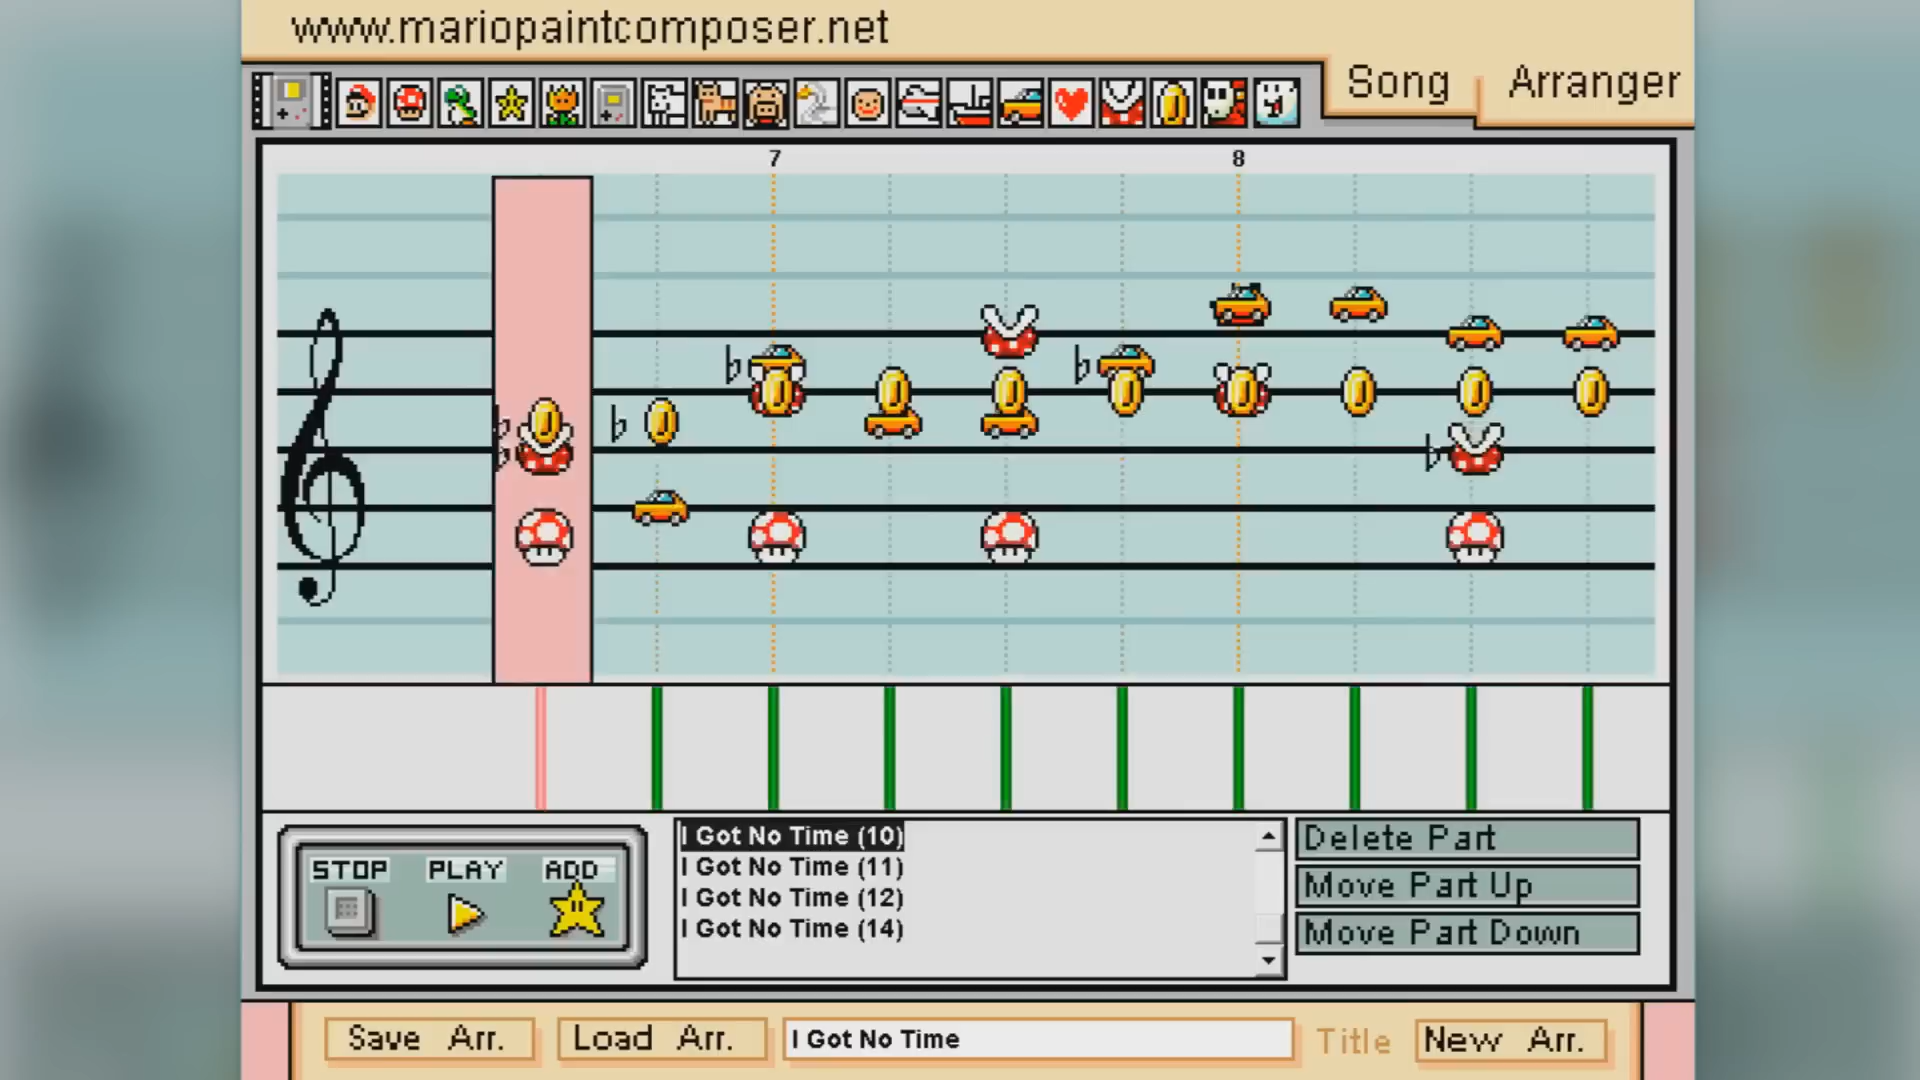 www.mariopaintcomposer.net
Song
Arranger
7
8
STOP
PLAY
ADD
I Got No Time (10)
I Got No Time (11)
I Got No Time (12)
I Got No Time (14)
Delete Part
Move Part Up
Move Part Down
Save Arr.
Load Arr.
I Got No Time
Title
New Arr.